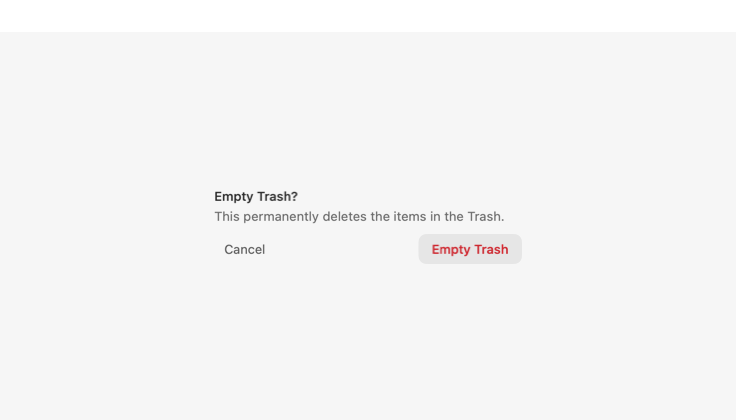 Empty Trash?
This permanently deletes the items in the Trash.
Cancel
Empty Trash